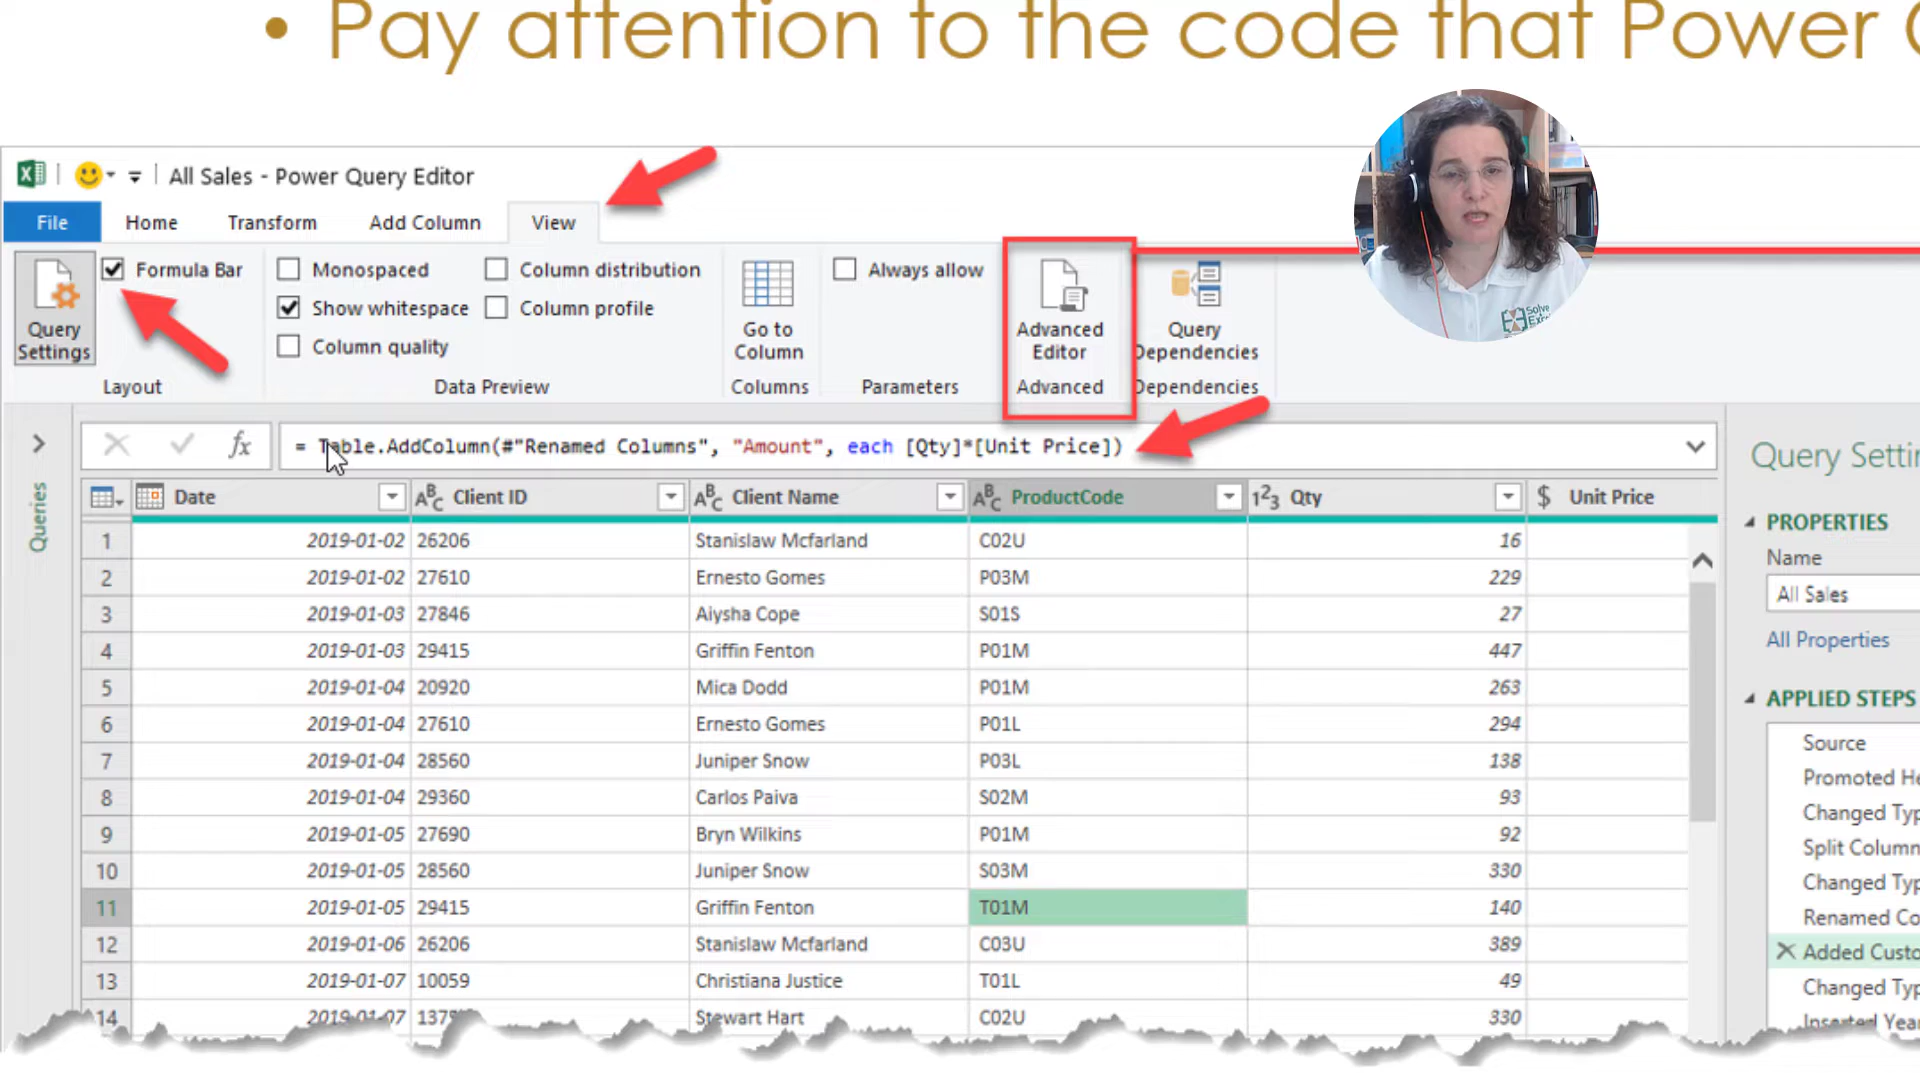 • Pay attention to the code that Power
All Sales - Power Query Editor
File Home Transform Add Column View
Formula Bar Monospaced Column distribution Always allow
Show whitespace Column profile
Column quality
Query Settings Go to Column Advanced Editor Query Dependencies
Layout Data Preview Columns Parameters Advanced Dependencies
= Table.AddColumn(#"Renamed Columns", "Amount", each [Qty]*[Unit Price])
Queries
Date Client ID Client Name ProductCode Qty Unit Price
1 2019-01-02 26206 Stanislaw Mcfarland C02U 16
2 2019-01-02 27610 Ernesto Gomes P03M 229
3 2019-01-03 27846 Aiysha Cope S01S 27
4 2019-01-03 29415 Griffin Fenton P01M 447
5 2019-01-04 20920 Mica Dodd P01M 263
6 2019-01-04 27610 Ernesto Gomes P01L 294
7 2019-01-04 28560 Juniper Snow P03L 138
8 2019-01-04 29360 Carlos Paiva S02M 93
9 2019-01-05 27690 Bryn Wilkins P01M 92
10 2019-01-05 28560 Juniper Snow S03M 330
11 2019-01-05 29415 Griffin Fenton T01M 140
12 2019-01-06 26206 Stanislaw Mcfarland C03U 389
13 2019-01-07 10059 Christiana Justice T01L 49
14 2019-01-07 Stewart Hart C02U 330
Query
PROPERTIES
Name
All Sales
All Properties
APPLIED STEPS
Source
Promoted
Changed
Split Column
Changed
Renamed
Added
Changed
Inserted Year